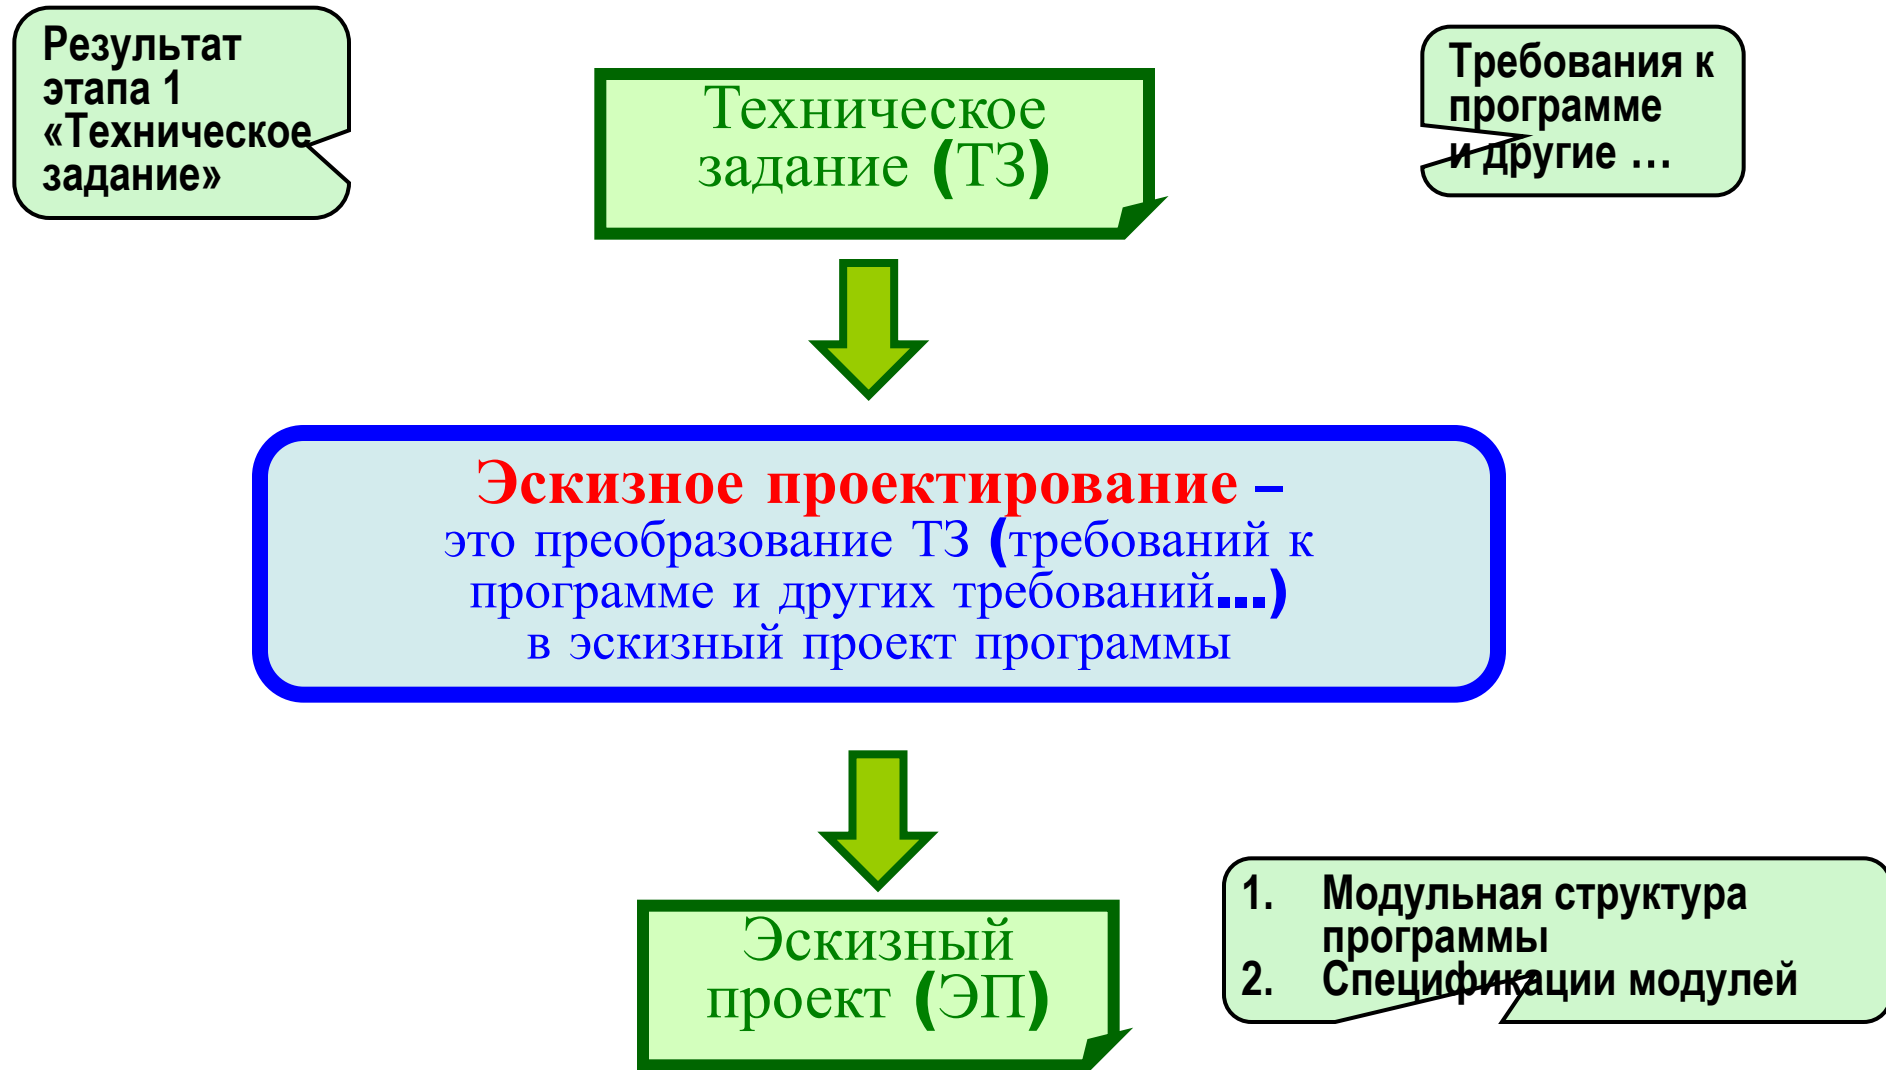 Результат
этапа 1
«Техническое
задание»
Техническое
задание (ТЗ)
Требования к
программе
и другие ...
Эскизное проектирование –
это преобразование ТЗ (требований к
программе и других требований...)
в эскизный проект программы
Эскизный
проект (ЭП)
1. Модульная структура
программы
2. Спецификации модулей